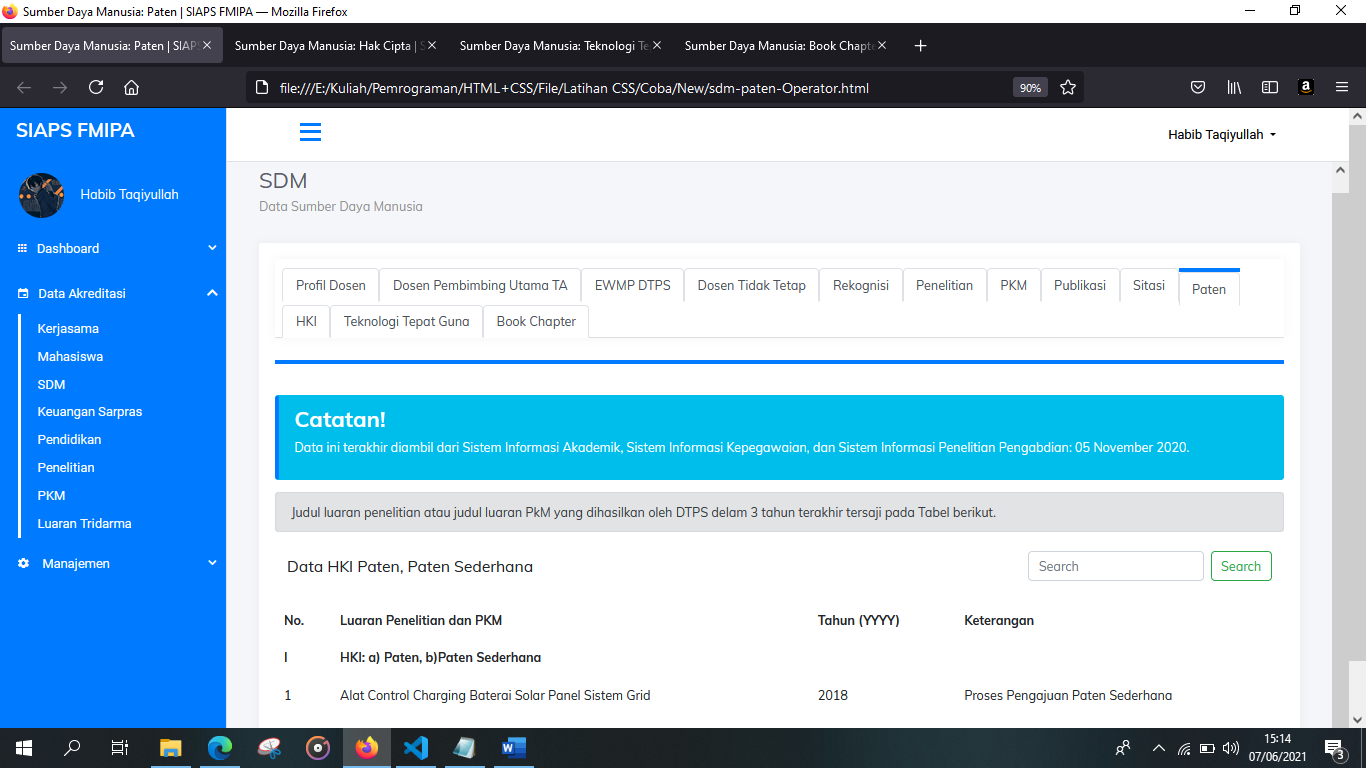 Sumber Daya Manusia: Paten | SIAPS FMIPA — Mozilla Firefox
Sumber Daya Manusia: Paten | SIAPS
Sumber Daya Manusia: Hak Cipta | S
Sumber Daya Manusia: Teknologi Te
Sumber Daya Manusia: Book Chapte
file:///E:/Kuliah/Pemrograman/HTML+CSS/File/Latihan CSS/Coba/New/sdm-paten-Operator.html
90%
SIAPS FMIPA
Habib Taqiyullah
Habib Taqiyullah
Dashboard
Data Akreditasi
Kerjasama
Mahasiswa
SDM
Keuangan Sarpras
Pendidikan
Penelitian
PKM
Luaran Tridarma
Manajemen
SDM
Data Sumber Daya Manusia
Profil Dosen
Dosen Pembimbing Utama TA
EWMP DTPS
Dosen Tidak Tetap
Rekognisi
Penelitian
PKM
Publikasi
Sitasi
Paten
HKI
Teknologi Tepat Guna
Book Chapter
Catatan!
Data ini terakhir diambil dari Sistem Informasi Akademik, Sistem Informasi Kepegawaian, dan Sistem Informasi Penelitian Pengabdian: 05 November 2020.
Judul luaran penelitian atau judul luaran PkM yang dihasilkan oleh DTPS delam 3 tahun terakhir tersaji pada Tabel berikut.
Data HKI Paten, Paten Sederhana
Search
Search
No. Luaran Penelitian dan PKM Tahun (YYYY) Keterangan
I HKI: a) Paten, b)Paten Sederhana
1 Alat Control Charging Baterai Solar Panel Sistem Grid 2018 Proses Pengajuan Paten Sederhana
15:14
07/06/2021
3